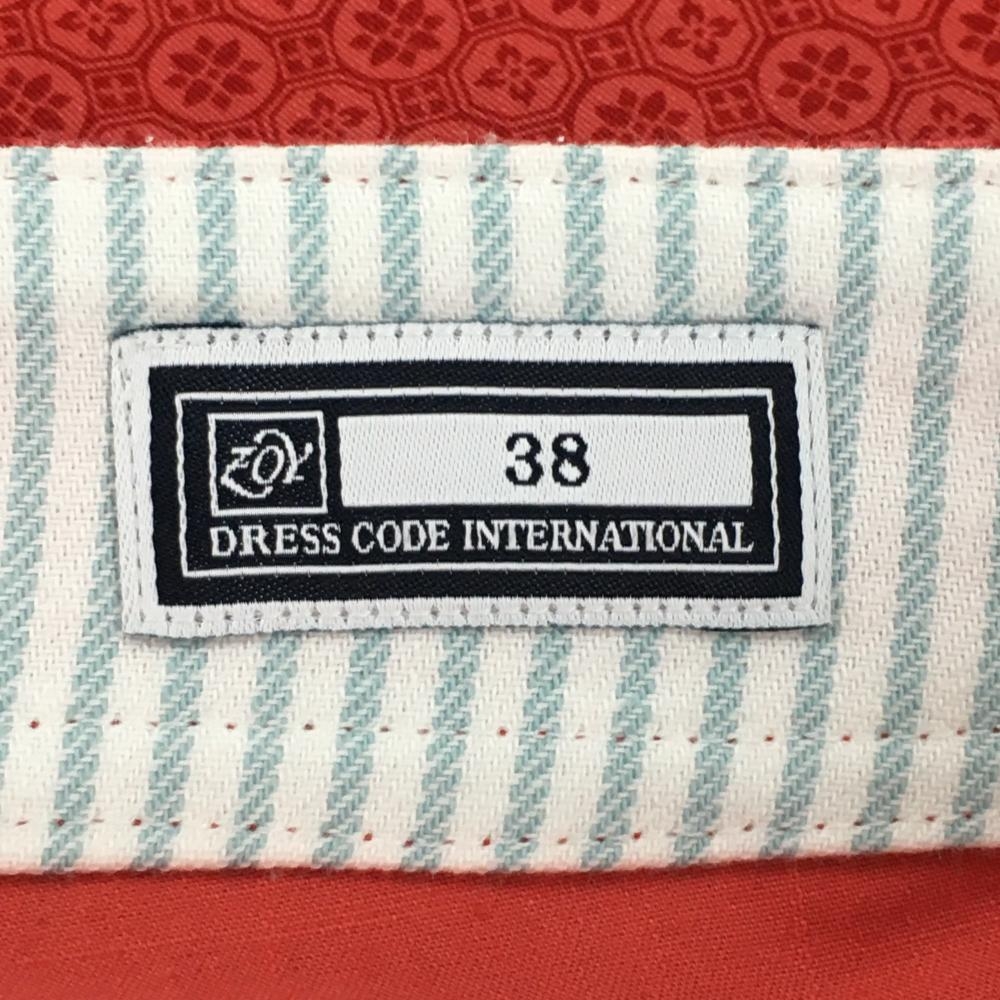 ZOY
38
DRESS CODE INTERNATIONAL